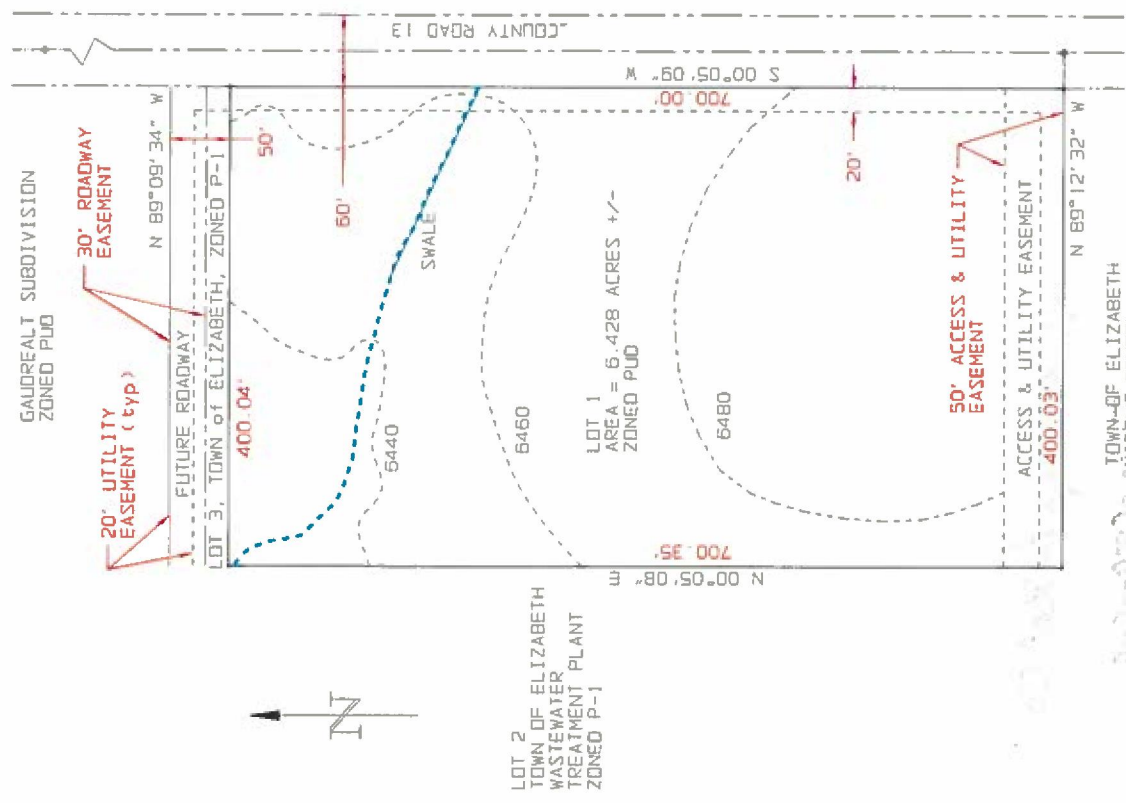 GAUDREALT SUBDIVISION
ZONED PUD
30' ROADWAY
EASEMENT
N 89°09'34" W
50'
20' UTILITY
EASEMENT (typ)
FUTURE ROADWAY
LOT 3, TOWN of ELIZABETH, ZONED P-1
400.04'
COUNTY ROAD 13
60'
S 00°05'09" W
700.00'
SWALE
6440
6460
LOT 1
AREA = 6.428 ACRES +/-
ZONED PUD
6480
20'
N 00°05'08" E
700.35'
LOT 2
TOWN OF ELIZABETH
WASTEWATER
TREATMENT PLANT
ZONED P-1
N
50' ACCESS & UTILITY
EASEMENT
ACCESS & UTILITY EASEMENT
400.03'
N 89°12'32" W
TOWN OF ELIZABETH